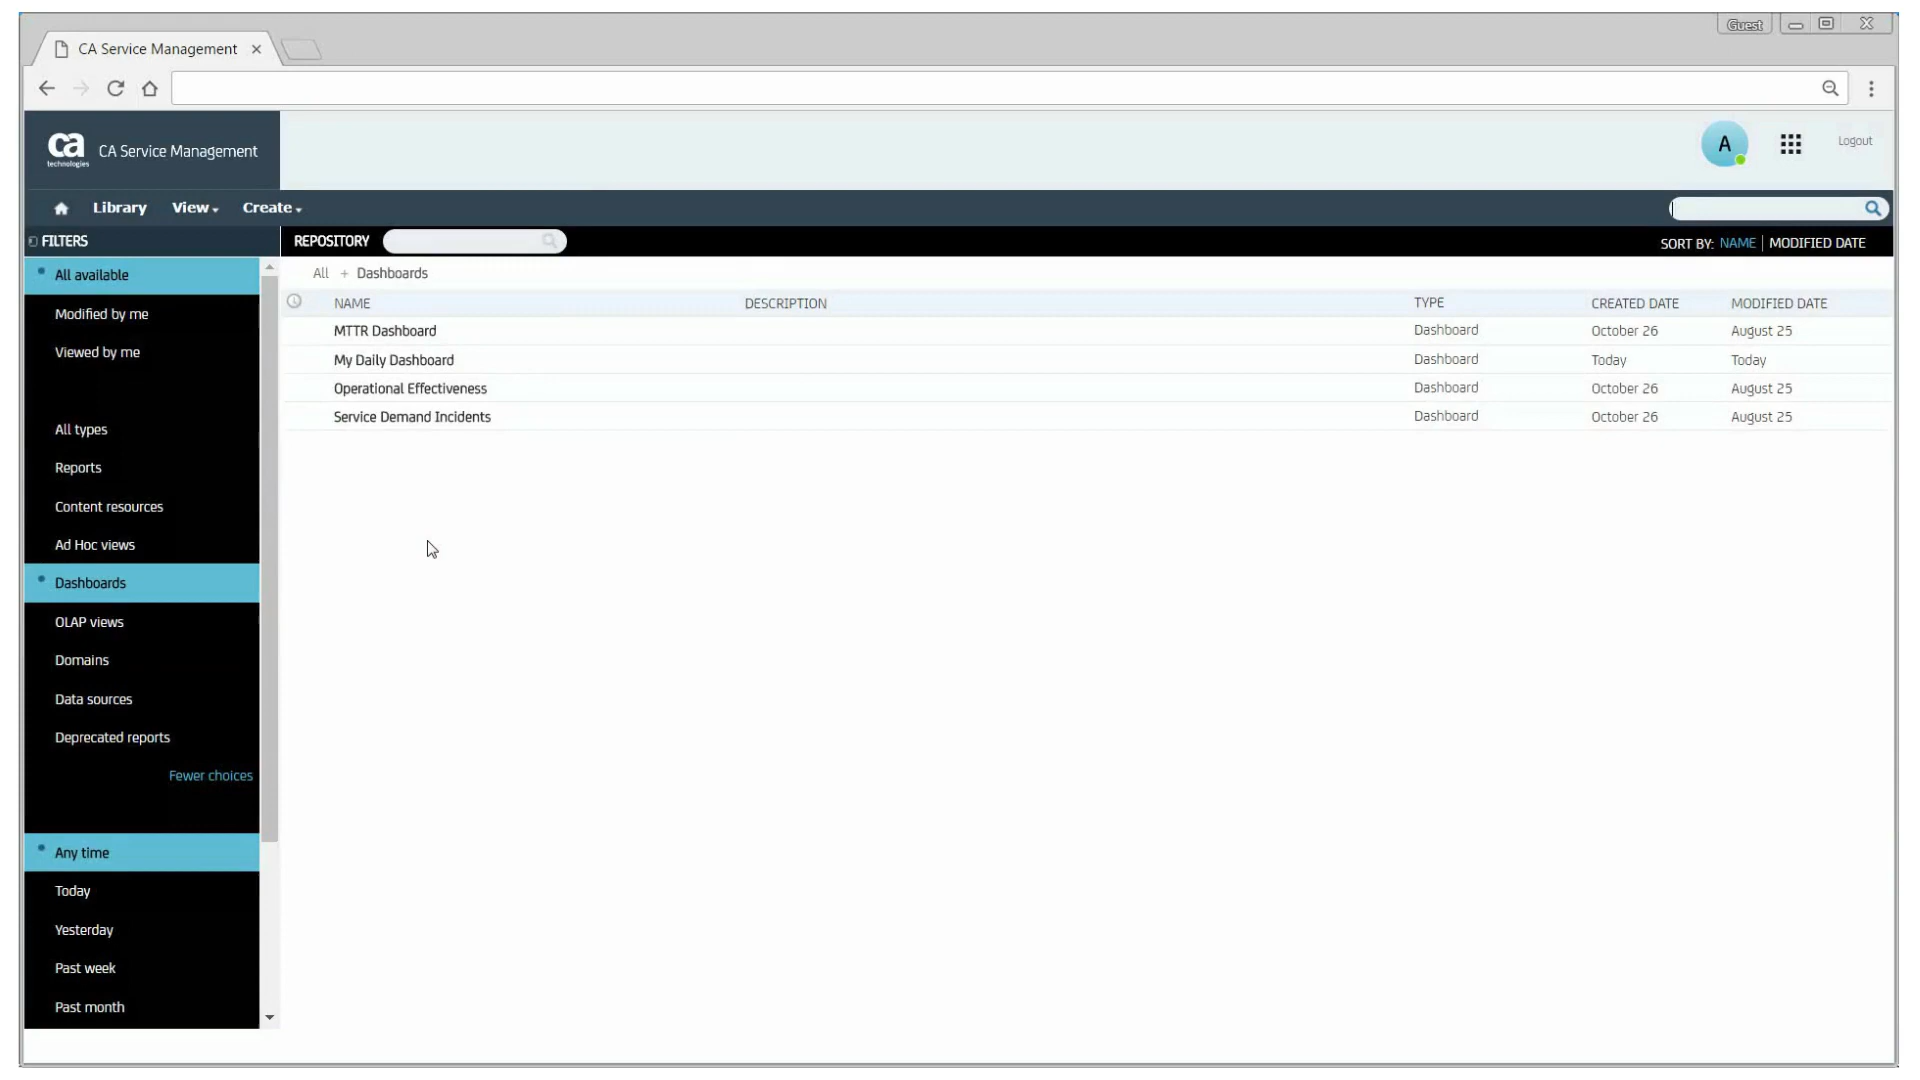 Guest
CA Service Management
ca
technologies
CA Service Management
A
Logout
Library View Create
FILTERS
REPOSITORY
SORT BY: NAME | MODIFIED DATE
All available
Modified by me
Viewed by me
All types
Reports
Content resources
Ad Hoc views
Dashboards
OLAP views
Domains
Data sources
Deprecated reports
Fewer choices
Any time
Today
Yesterday
Past week
Past month
All + Dashboards
NAME DESCRIPTION TYPE CREATED DATE MODIFIED DATE
MTTR Dashboard Dashboard October 26 August 25
My Daily Dashboard Dashboard Today Today
Operational Effectiveness Dashboard October 26 August 25
Service Demand Incidents Dashboard October 26 August 25